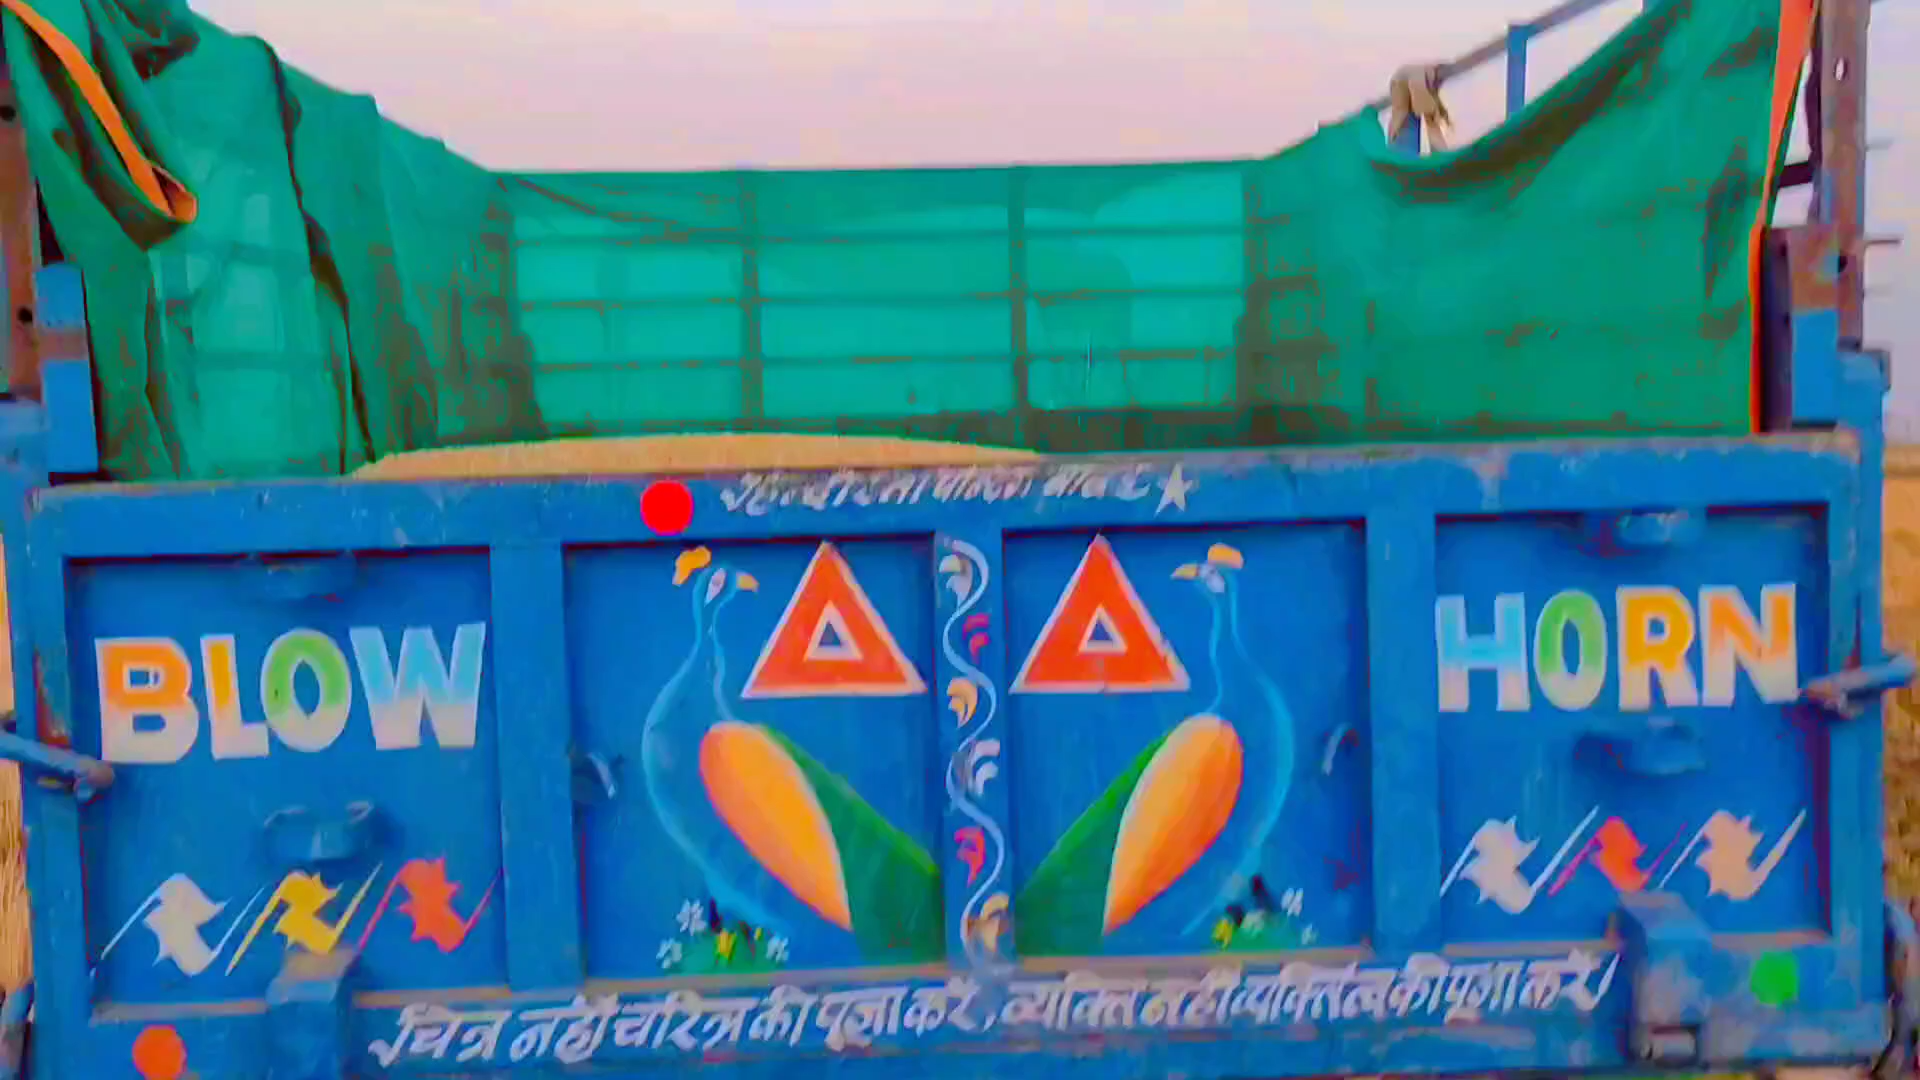 BLOW HORN
चित्र नहीं चरित्र की पूजा करें, व्यक्ति नहीं व्यक्तित्व की पूजा करें।